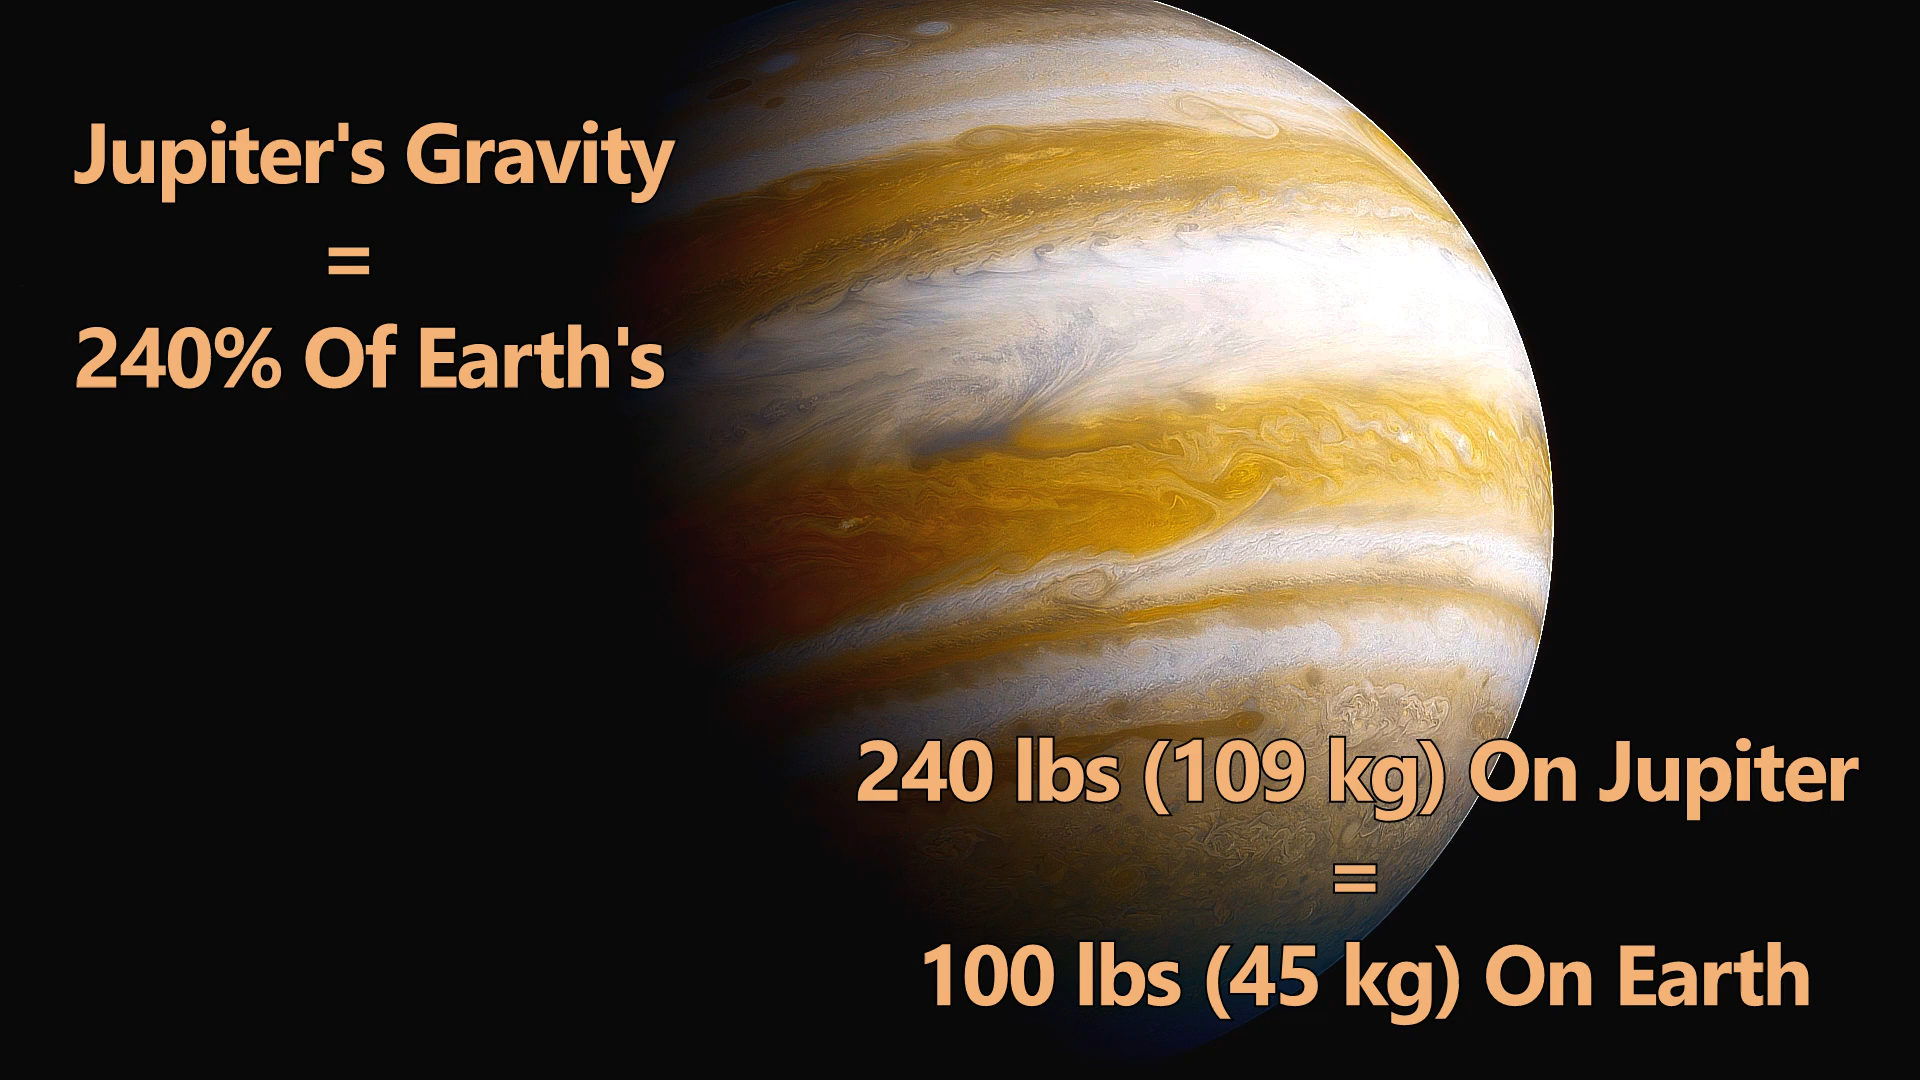 Jupiter's Gravity
=
240% Of Earth's
240 lbs (109 kg) On Jupiter
=
100 lbs (45 kg) On Earth